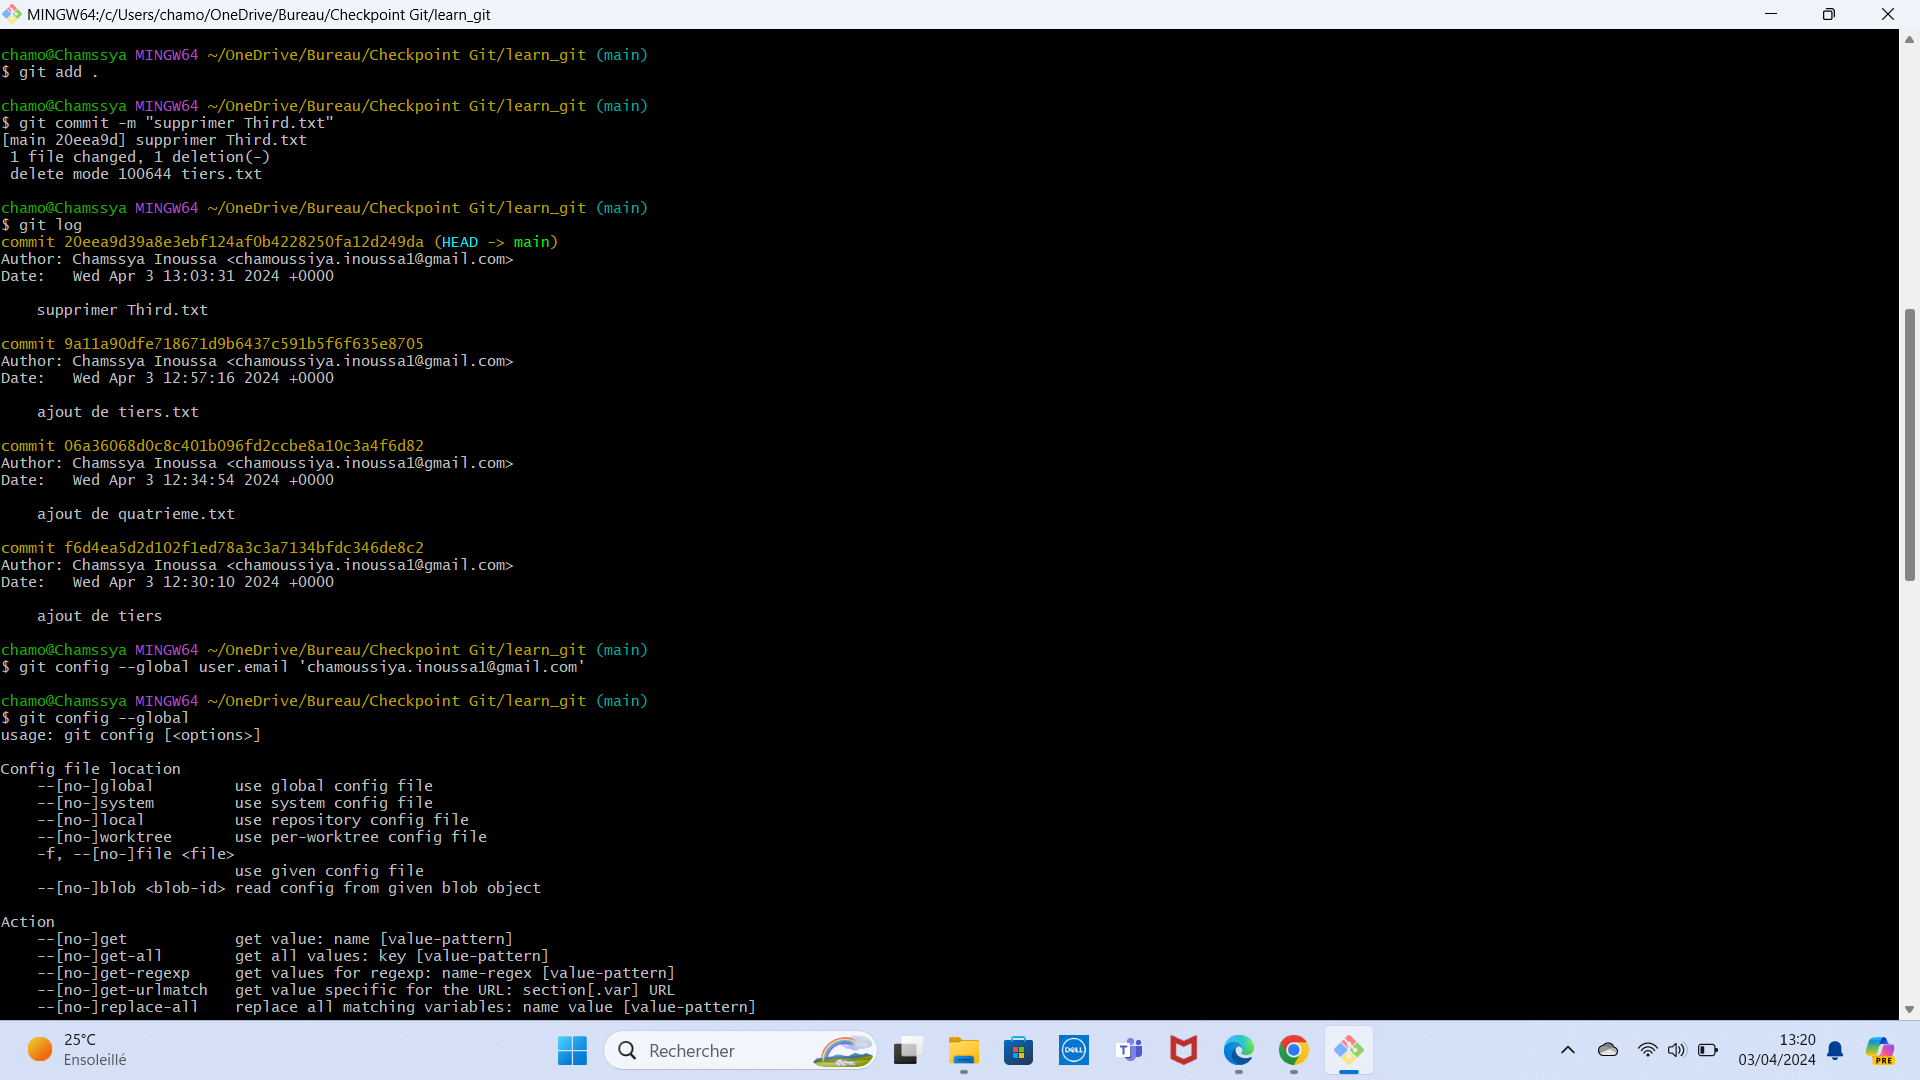 MINGW64:/c/Users/chamo/OneDrive/Bureau/Checkpoint Git/learn_git
chamo@Chamssya MINGW64 ~/OneDrive/Bureau/Checkpoint Git/learn_git (main)
$ git add .
chamo@Chamssya MINGW64 ~/OneDrive/Bureau/Checkpoint Git/learn_git (main)
$ git commit -m "supprimer Third.txt"
[main 20eea9d] supprimer Third.txt
1 file changed, 1 deletion(-)
delete mode 100644 tiers.txt
chamo@Chamssya MINGW64 ~/OneDrive/Bureau/Checkpoint Git/learn_git (main)
$ git log
commit 20eea9d39a8e3ebf124af0b4228250fa12d249da (HEAD -> main)
Author: Chamssya Inoussa <chamoussiya.inoussa1@gmail.com>
Date:   Wed Apr 3 13:03:31 2024 +0000
supprimer Third.txt
commit 9a11a90dfe718671d9b6437c591b5f6f635e8705
Author: Chamssya Inoussa <chamoussiya.inoussa1@gmail.com>
Date:   Wed Apr 3 12:57:16 2024 +0000
ajout de tiers.txt
commit 06a36068d0c8c401b096fd2ccbe8a10c3a4f6d82
Author: Chamssya Inoussa <chamoussiya.inoussa1@gmail.com>
Date:   Wed Apr 3 12:34:54 2024 +0000
ajout de quatrieme.txt
commit f6d4ea5d2d102f1ed78a3c3a7134bfdc346de8c2
Author: Chamssya Inoussa <chamoussiya.inoussa1@gmail.com>
Date:   Wed Apr 3 12:30:10 2024 +0000
ajout de tiers
chamo@Chamssya MINGW64 ~/OneDrive/Bureau/Checkpoint Git/learn_git (main)
$ git config --global user.email 'chamoussiya.inoussa1@gmail.com'
chamo@Chamssya MINGW64 ~/OneDrive/Bureau/Checkpoint Git/learn_git (main)
$ git config --global
usage: git config [<options>]
Config file location
--[no-]global         use global config file
--[no-]system         use system config file
--[no-]local          use repository config file
--[no-]worktree       use per-worktree config file
-f, --[no-]file <file>
use given config file
--[no-]blob <blob-id> read config from given blob object
Action
--[no-]get            get value: name [value-pattern]
--[no-]get-all        get all values: key [value-pattern]
--[no-]get-regexp     get values for regexp: name-regex [value-pattern]
--[no-]get-urlmatch   get value specific for the URL: section[.var] URL
--[no-]replace-all    replace all matching variables: name value [value-pattern]
25°C
Ensoleillé
Rechercher
DELL
13:20
03/04/2024
PRE